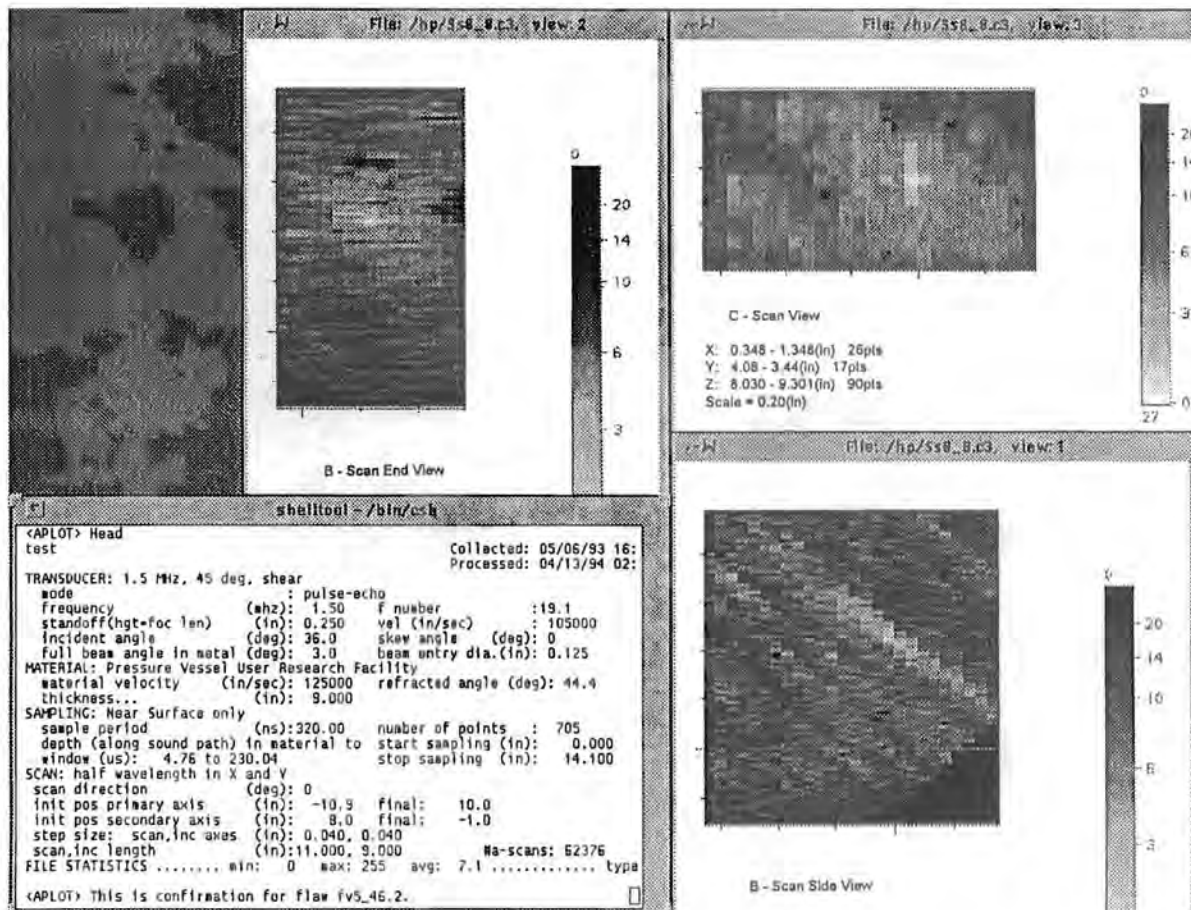 File: /hp/5s8_8.c3, view: 2
0
20
14
10
6
3
B - Scan End View
File: /hp/5s8_8.c3, view: 3
0
20
14
10
6
3
0
27
C - Scan View
X: 0.348 - 1.348(in) 26pts
Y: 4.08 - 3.44(in) 17pts
Z: 8.030 - 9.301(in) 90pts
Scale = 0.20(in)
File: /hp/5s8_8.c3, view: 1
0
20
14
10
6
3
B - Scan Side View
shelltool - /bin/csh
<APLOT> Head
test Collected: 05/06/93 16:
Processed: 04/13/94 02:
TRANSDUCER: 1.5 MHz, 45 deg, shear
mode : pulse-echo
frequency (mhz): 1.50 f number :19.1
standoff(hgt-foc len) (in): 0.250 vel (in/sec) : 105000
incident angle (deg): 36.0 skew angle (deg): 0
full beam angle in metal (deg): 3.0 beam entry dia.(in): 0.125
MATERIAL: Pressure Vessel User Research Facility
material velocity (in/sec): 125000 refracted angle (deg): 44.4
thickness... (in): 9.000
SAMPLING: Near Surface only
sample period (ns):320.00 number of points : 705
depth (along sound path) in material to start sampling (in): 0.000
window (us): 4.76 to 230.04 stop sampling (in): 14.100
SCAN: half wavelength in X and Y
scan direction (deg): 0
init pos primary axis (in): -10.9 final: 10.0
init pos secondary axis (in): 8.0 final: -1.0
step size: scan,inc axes (in): 0.040, 0.040
scan,inc length (in):11.000, 9.000 #a-scans: 62376
FILE STATISTICS ........ min: 0 max: 255 avg: 7.1 ............. type
<APLOT> This is confirmation for flaw fv5_46.2.